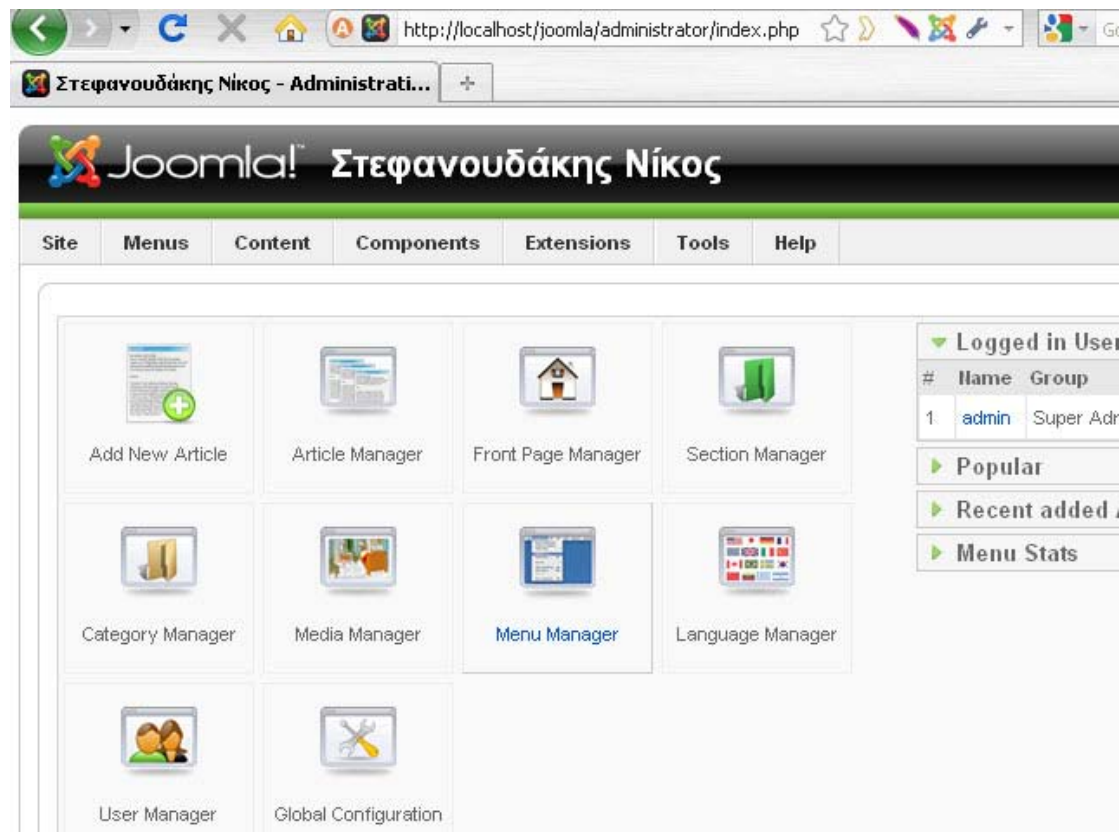 http://localhost/joomla/administrator/index.php
Στεφανουδάκης Νίκος - Administrati...
Joomla!™ Στεφανουδάκης Νίκος
Site Menus Content Components Extensions Tools Help
Add New Article Article Manager Front Page Manager Section Manager
Category Manager Media Manager Menu Manager Language Manager
User Manager Global Configuration
Logged in User
# Name Group
1 admin Super Adr
Popular
Recent added
Menu Stats